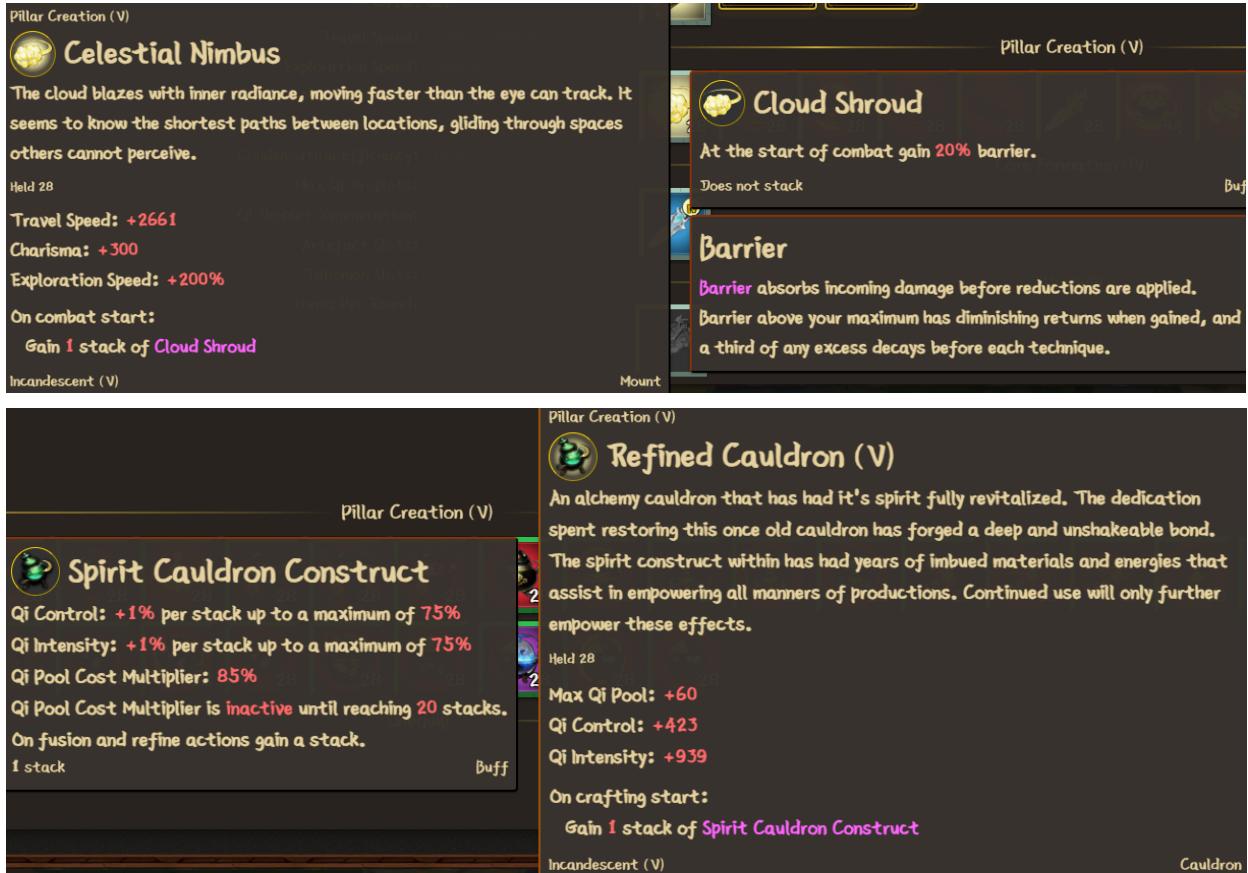 Pillar Creation (V)
Celestial Nimbus
The cloud blazes with inner radiance, moving faster than the eye can track. It
seems to know the shortest paths between locations, gliding through spaces
others cannot perceive.
Held 28
Travel Speed: +2661
Charisma: +300
Exploration Speed: +200%
On combat start:
Gain 1 stack of Cloud Shroud
Incandescent (V)
Mount
Pillar Creation (V)
Cloud Shroud
At the start of combat gain 20% barrier.
Does not stack
Buf
Barrier
Barrier absorbs incoming damage before reductions are applied.
Barrier above your maximum has diminishing returns when gained, and
a third of any excess decays before each technique.
Pillar Creation (V)
Spirit Cauldron Construct
Qi Control: +1% per stack up to a maximum of 75%
Qi Intensity: +1% per stack up to a maximum of 75%
Qi Pool Cost Multiplier: 85%
Qi Pool Cost Multiplier is inactive until reaching 20 stacks.
On fusion and refine actions gain a stack.
1 stack
Buff
Pillar Creation (V)
Refined Cauldron (V)
An alchemy cauldron that has had it's spirit fully revitalized. The dedication
spent restoring this once old cauldron has forged a deep and unshakeable bond.
The spirit construct within has had years of imbued materials and energies that
assist in empowering all manners of productions. Continued use will only further
empower these effects.
Held 28
Max Qi Pool: +60
Qi Control: +423
Qi Intensity: +939
On crafting start:
Gain 1 stack of Spirit Cauldron Construct
Incandescent (V)
Cauldron